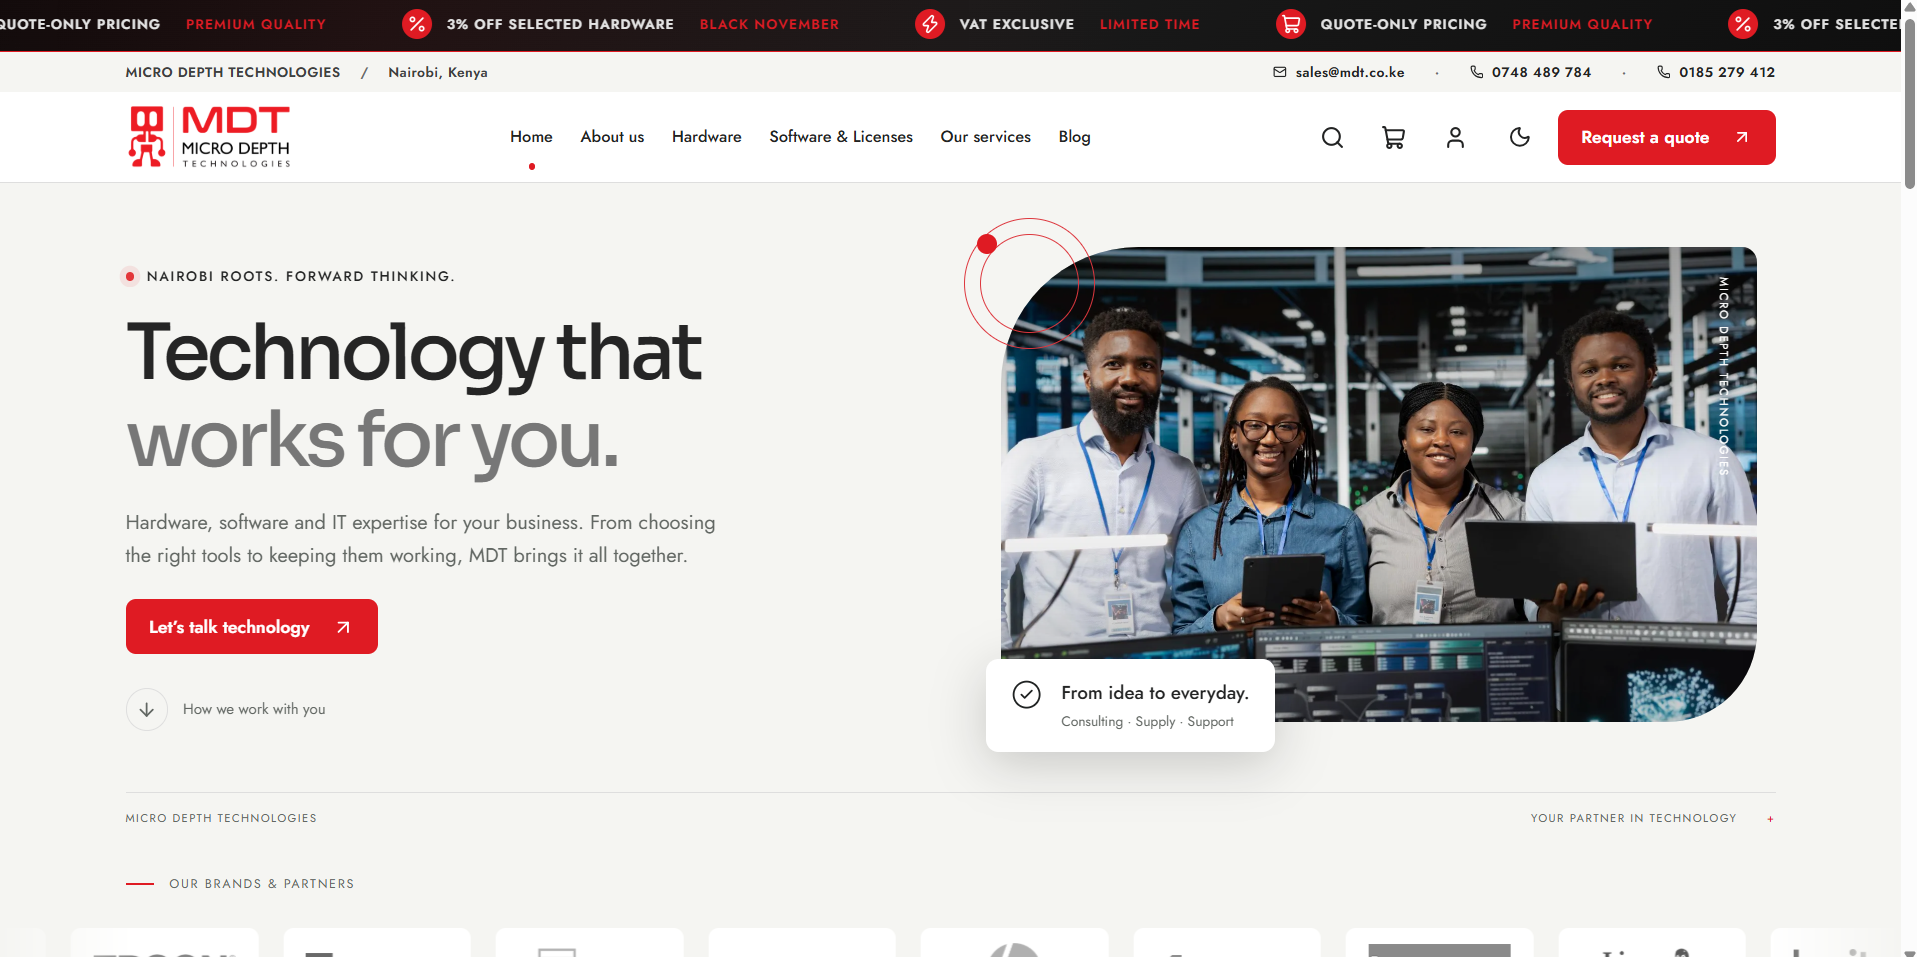 QUOTE-ONLY PRICING PREMIUM QUALITY 3% OFF SELECTED HARDWARE BLACK NOVEMBER VAT EXCLUSIVE LIMITED TIME QUOTE-ONLY PRICING PREMIUM QUALITY 3% OFF
MICRO DEPTH TECHNOLOGIES / Nairobi, Kenya sales@mdt.co.ke · 0748 489 784 · 0185 279 412
MDT
MICRO DEPTH
TECHNOLOGIES
Home About us Hardware Software & Licenses Our services Blog Request a quote
NAIROBI ROOTS. FORWARD THINKING.
Technology that
works for you.
Hardware, software and IT expertise for your business. From choosing
the right tools to keeping them working, MDT brings it all together.
Let's talk technology
How we work with you
MICRO DEPTH TECHNOLOGIES
From idea to everyday.
Consulting · Supply · Support
MICRO DEPTH TECHNOLOGIES YOUR PARTNER IN TECHNOLOGY +
OUR BRANDS & PARTNERS